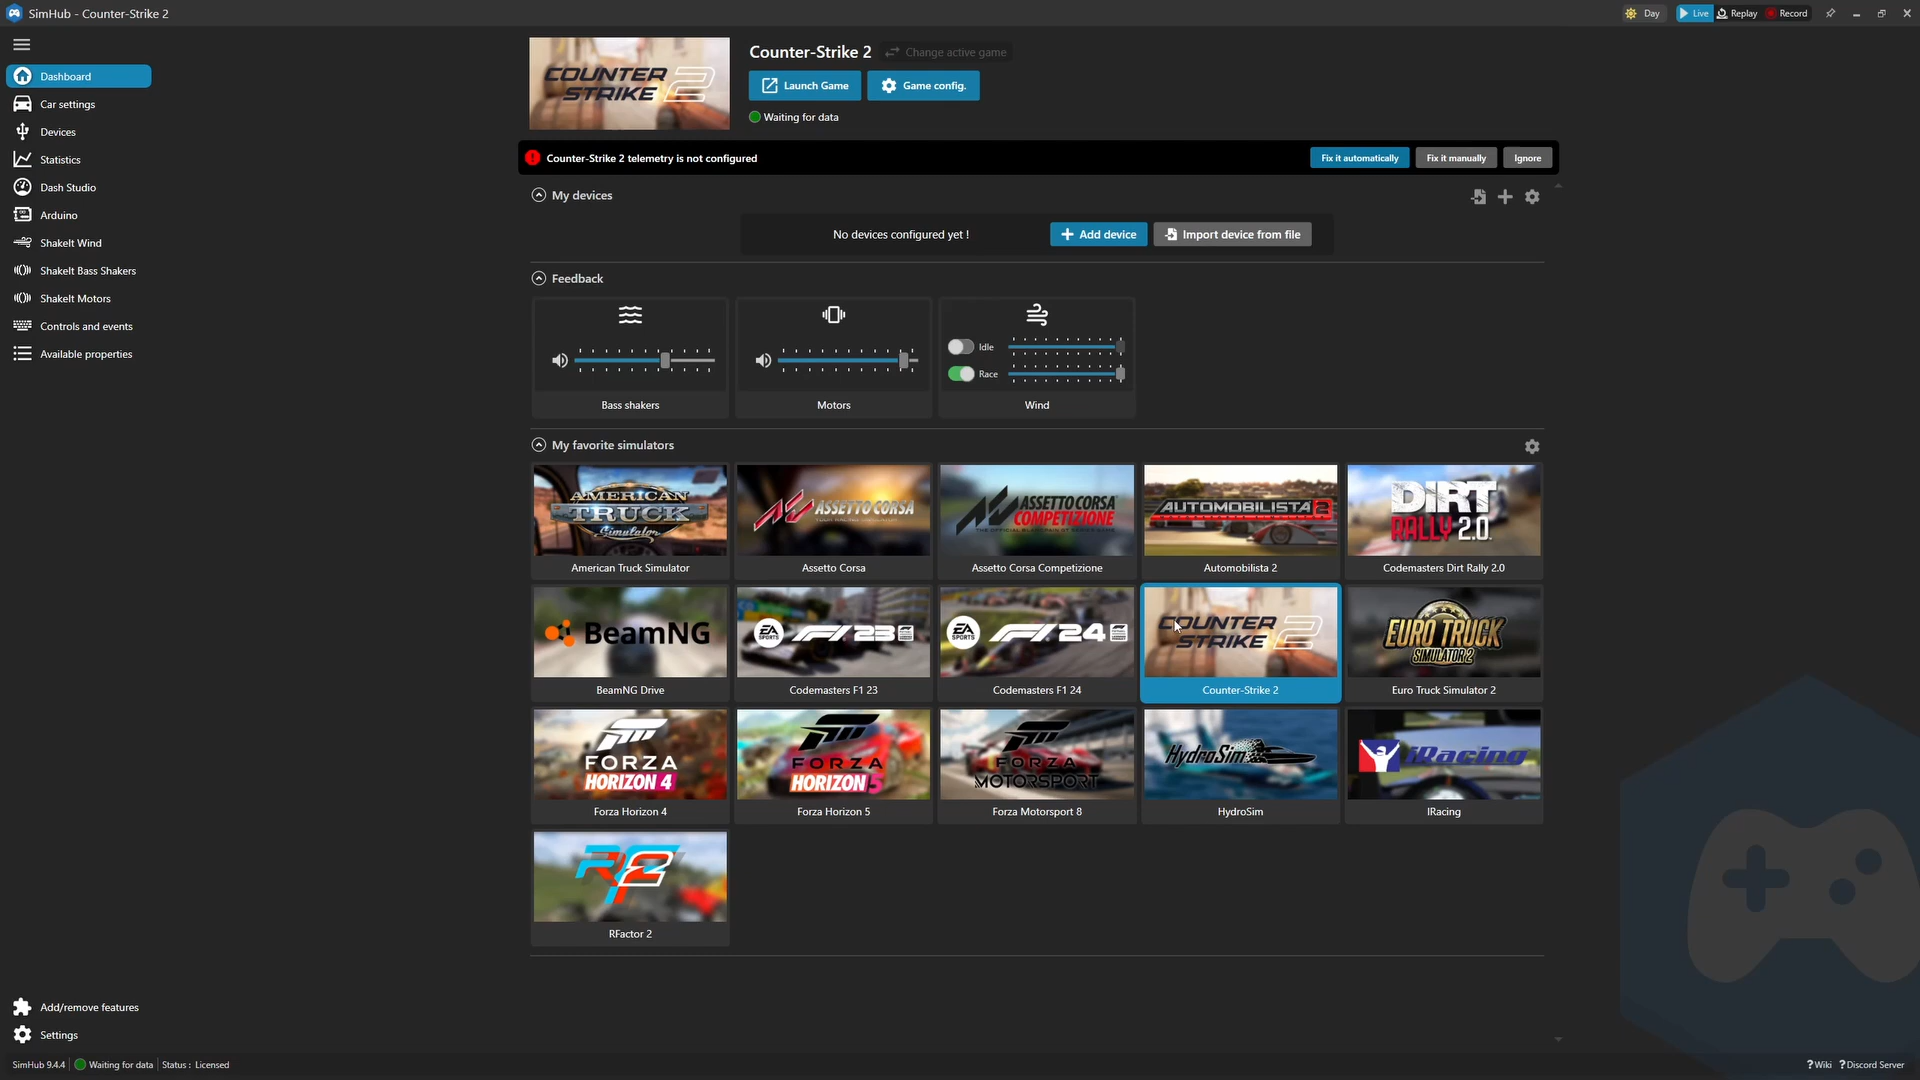 SimHub - Counter-Strike 2
Day
Live
Replay
Record
Dashboard
Car settings
Devices
Statistics
Dash Studio
Arduino
ShakeIt Wind
ShakeIt Bass Shakers
ShakeIt Motors
Controls and events
Available properties
COUNTER
STRIKE 2
Counter-Strike 2
Change active game
Launch Game
Game config.
Waiting for data
Counter-Strike 2 telemetry is not configured
Fix it automatically
Fix it manually
Ignore
My devices
No devices configured yet !
Add device
Import device from file
Feedback
Idle
Race
Bass shakers
Motors
Wind
My favorite simulators
AMERICAN
TRUCK
Simulator
ASSETTO CORSA
ASSETTO CORSA
COMPETIZIONE
AUTOMOBILISTA 2
DIRT
RALLY 2.0
American Truck Simulator
Assetto Corsa
Assetto Corsa Competizione
Automobilista 2
Codemasters Dirt Rally 2.0
BeamNG
EA
SPORTS
F1 23
EA
SPORTS
F1 24
COUNTER
STRIKE 2
EURO TRUCK
SIMULATOR 2
BeamNG Drive
Codemasters F1 23
Codemasters F1 24
Counter-Strike 2
Euro Truck Simulator 2
FORZA
HORIZON 4
FORZA
HORIZON 5
FORZA
MOTORSPORT
HydroSim
iRacing
Forza Horizon 4
Forza Horizon 5
Forza Motorsport 8
HydroSim
IRacing
RF2
RFactor 2
Add/remove features
Settings
SimHub 9.4.4
Waiting for data
Status : Licensed
? Wiki
? Discord Server